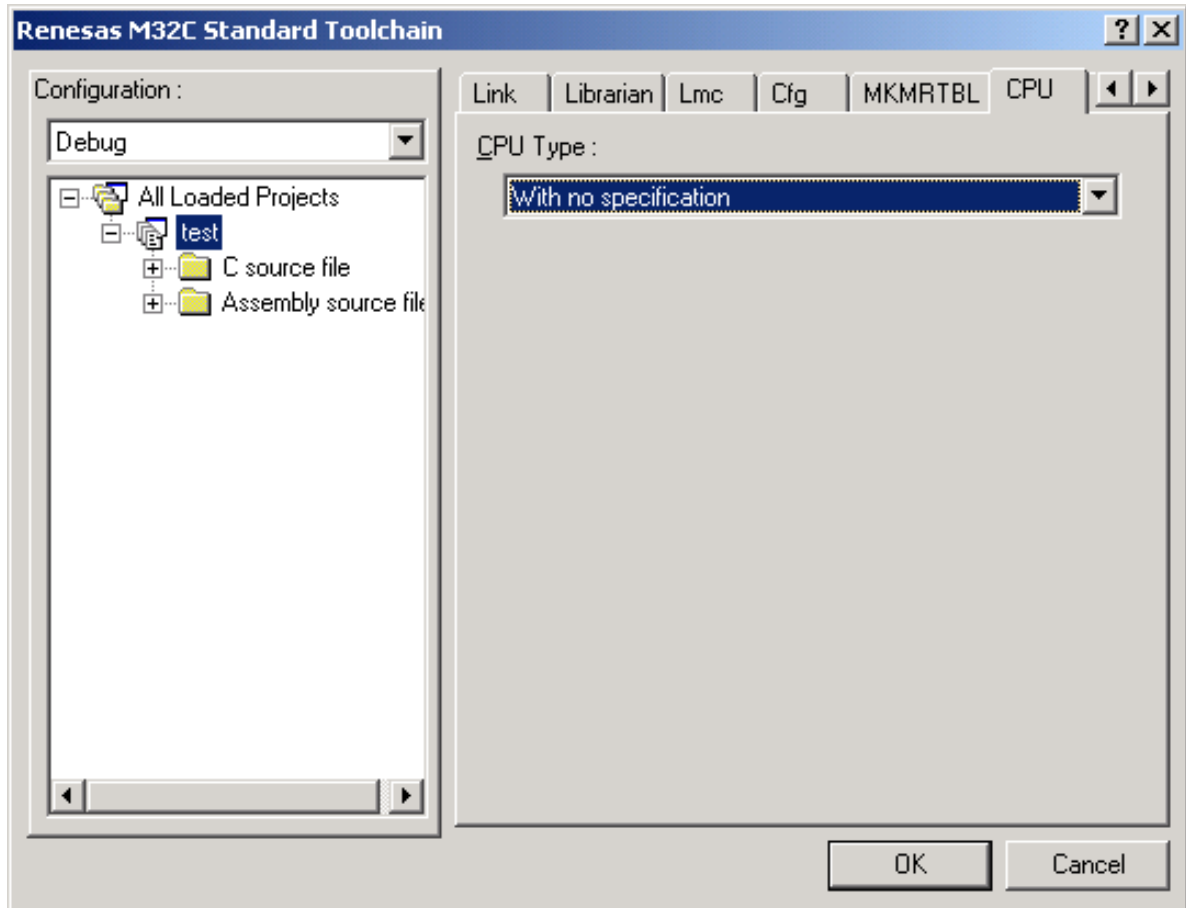 Renesas M32C Standard Toolchain
Configuration :
Debug
All Loaded Projects
test
C source file
Assembly source file
Link Librarian Lmc Cfg MKMRTBL CPU
CPU Type :
With no specification
OK Cancel